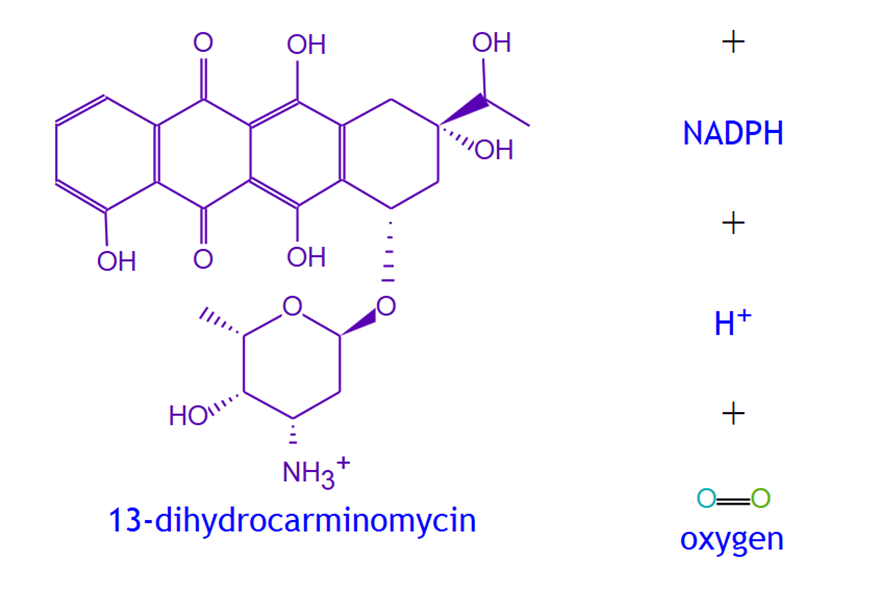 O OH OH +
NADPH
OH
OH O OH +
O O
H+
HO +
NH3+
O O
13-dihydrocarminomycin
oxygen